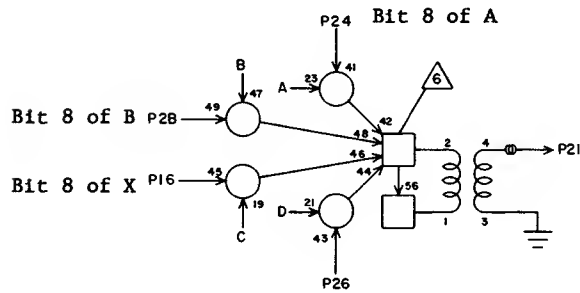 Bit 8 of A
P24
B
41
A 23
6
47
Bit 8 of B P2B 49
42
48
2 4
P21
46
Bit 8 of X P16 45
44
56
19
D 21
1 3
C
43
P26